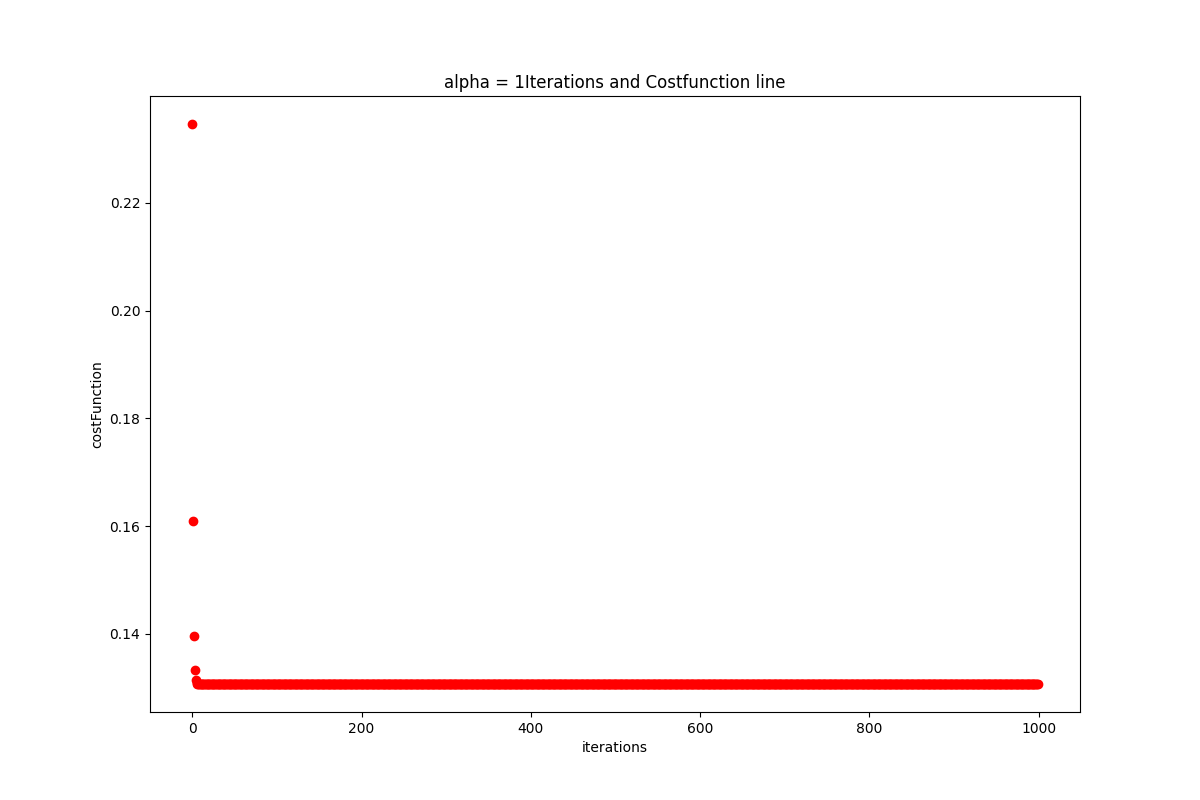 alpha = 1Iterations and Costfunction line
costFunction
0.22
0.20
0.18
0.16
0.14
0 200 400 600 800 1000
iterations